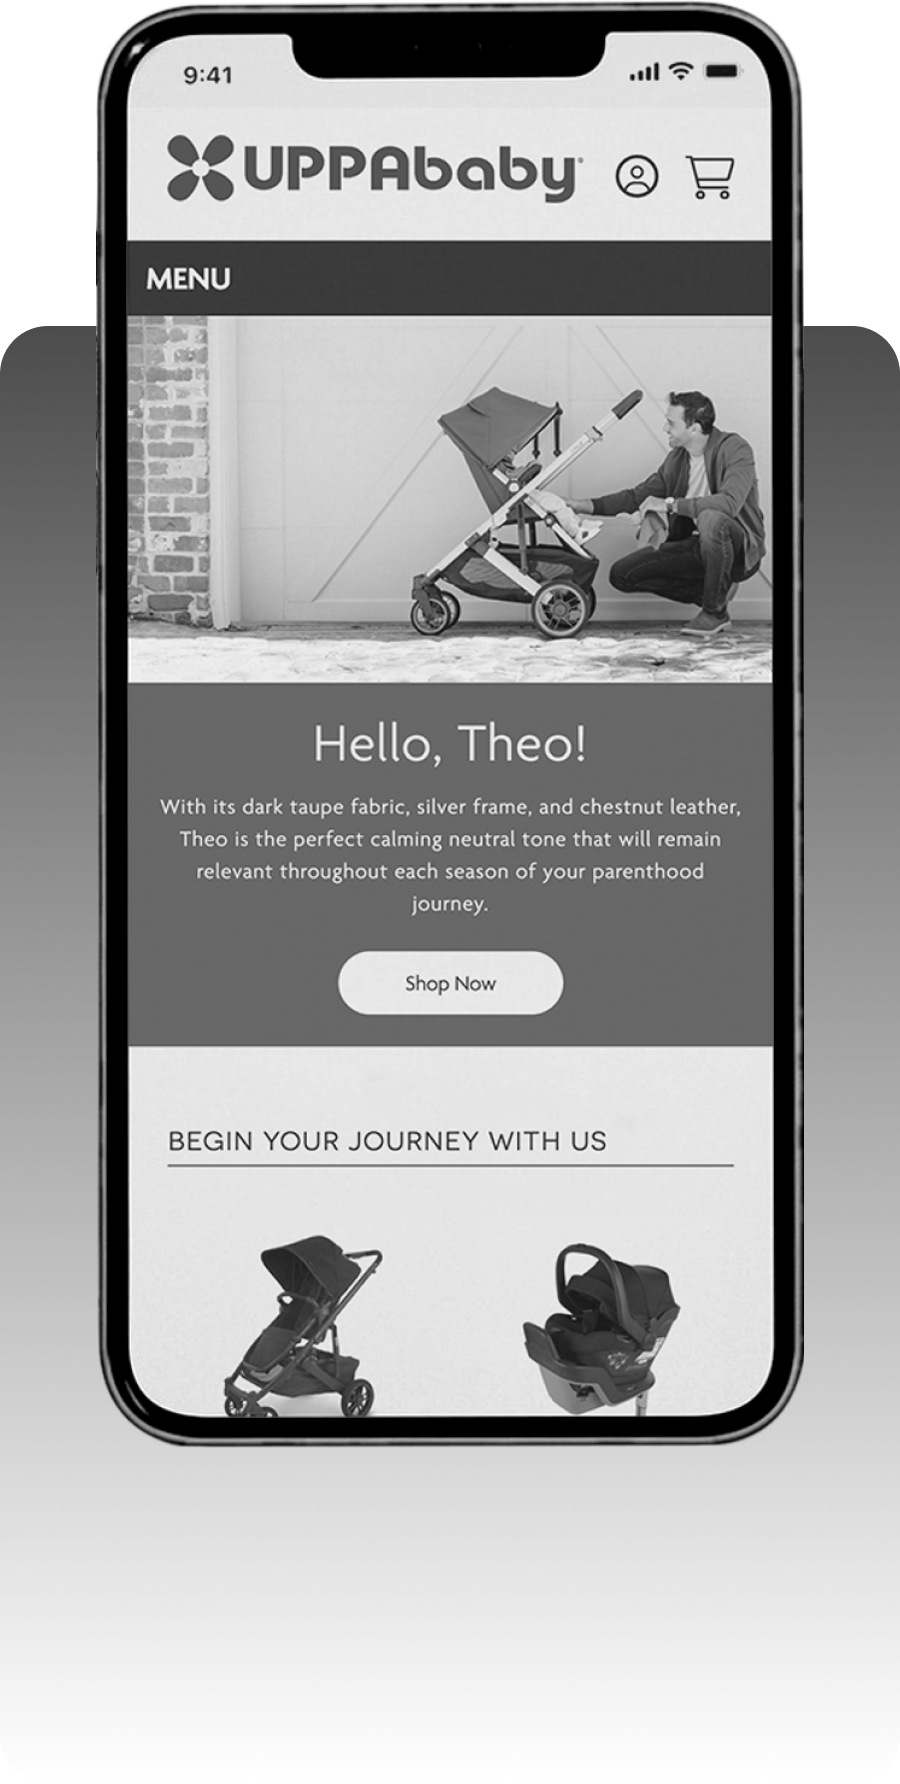 9:41
UPPAbaby
MENU
Hello, Theo!
With its dark taupe fabric, silver frame, and chestnut leather,
Theo is the perfect calming neutral tone that will remain
relevant throughout each season of your parenthood
journey.
Shop Now
BEGIN YOUR JOURNEY WITH US